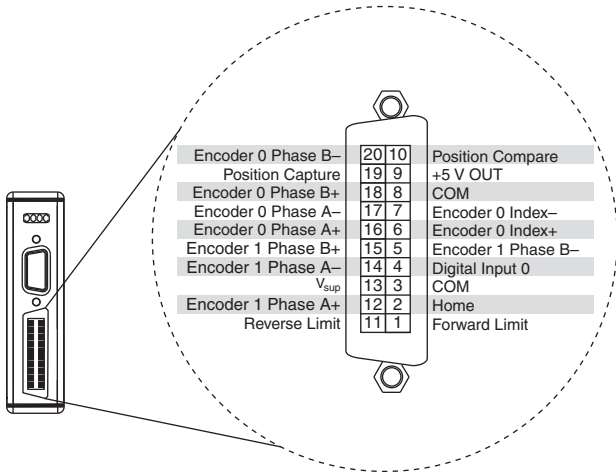 Encoder 0 Phase B– 20 10 Position Compare
Position Capture 19 9 +5 V OUT
Encoder 0 Phase B+ 18 8 COM
Encoder 0 Phase A– 17 7 Encoder 0 Index–
Encoder 0 Phase A+ 16 6 Encoder 0 Index+
Encoder 1 Phase B+ 15 5 Encoder 1 Phase B–
Encoder 1 Phase A– 14 4 Digital Input 0
Vsup 13 3 COM
Encoder 1 Phase A+ 12 2 Home
Reverse Limit 11 1 Forward Limit